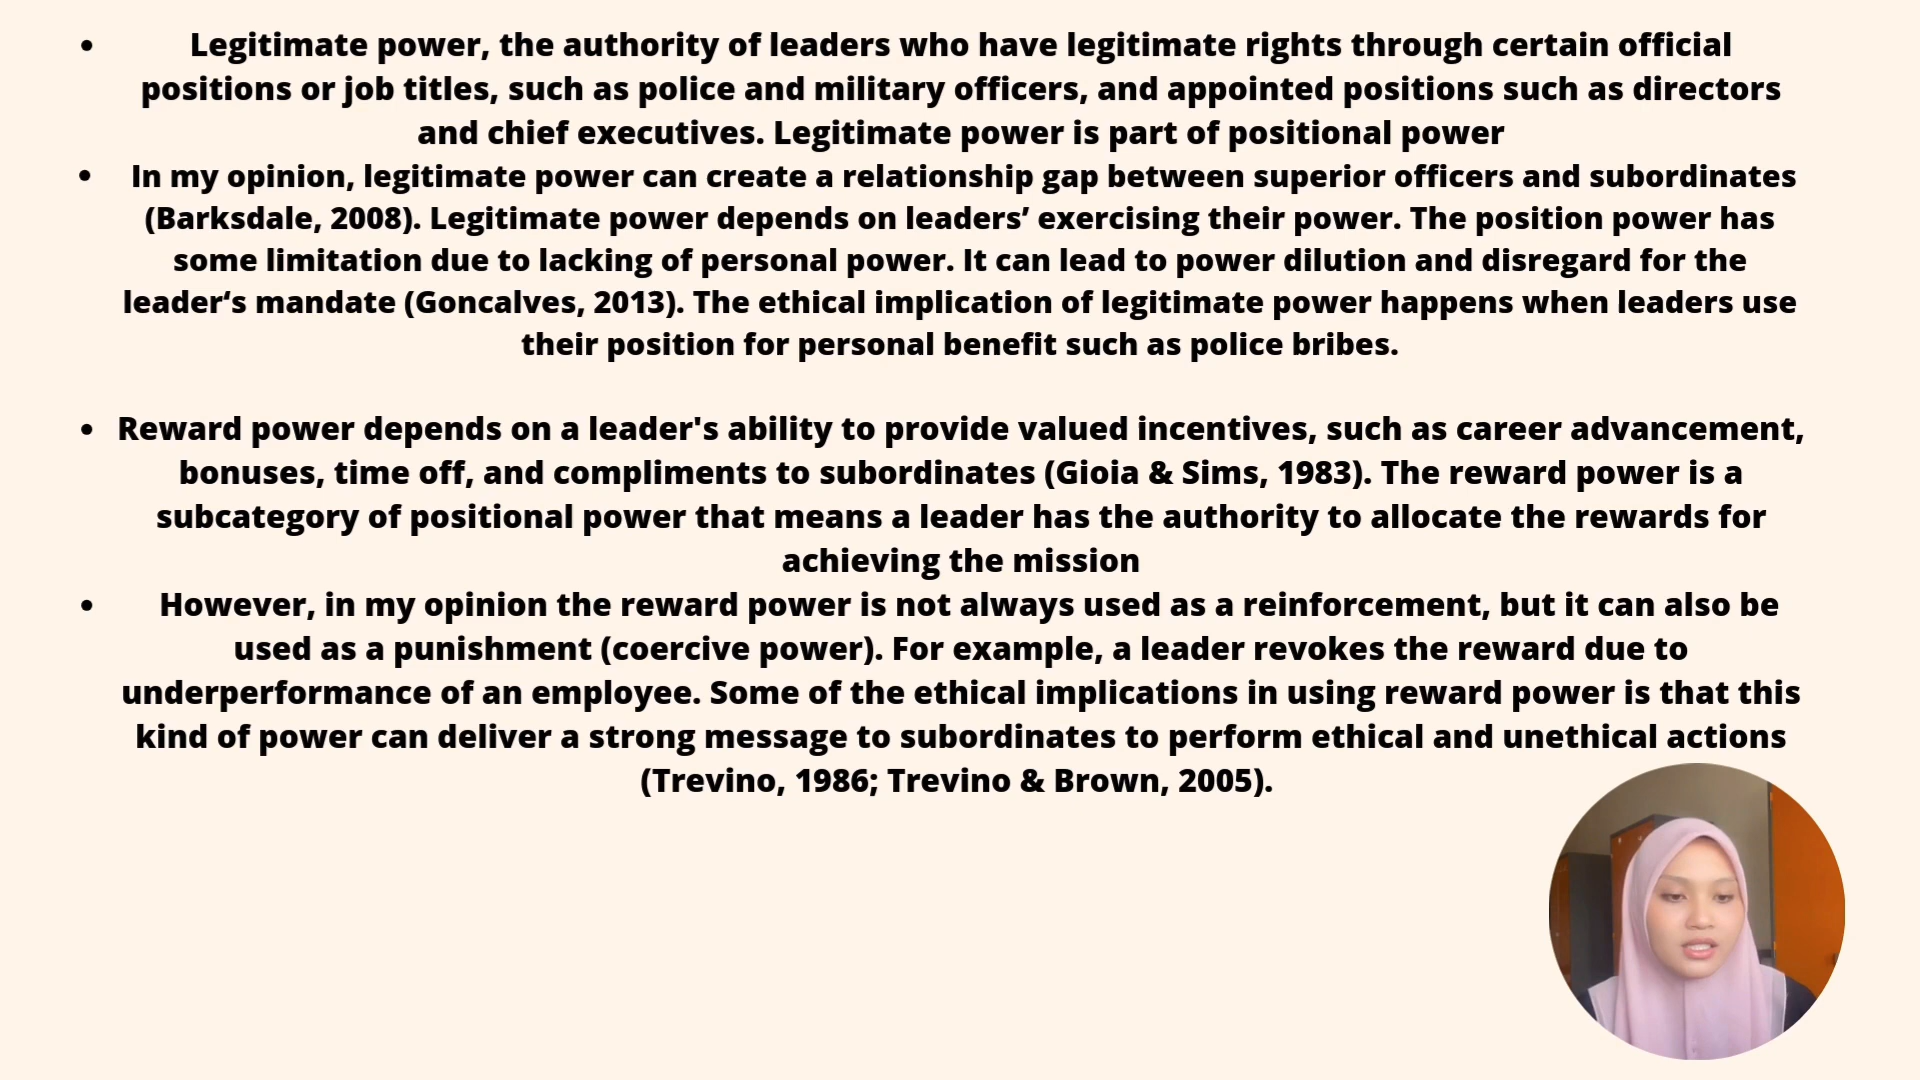 • Legitimate power, the authority of leaders who have legitimate rights through certain official
positions or job titles, such as police and military officers, and appointed positions such as directors
and chief executives. Legitimate power is part of positional power
• In my opinion, legitimate power can create a relationship gap between superior officers and subordinates
(Barksdale, 2008). Legitimate power depends on leaders’ exercising their power. The position power has
some limitation due to lacking of personal power. It can lead to power dilution and disregard for the
leader‘s mandate (Goncalves, 2013). The ethical implication of legitimate power happens when leaders use
their position for personal benefit such as police bribes.
• Reward power depends on a leader's ability to provide valued incentives, such as career advancement,
bonuses, time off, and compliments to subordinates (Gioia & Sims, 1983). The reward power is a
subcategory of positional power that means a leader has the authority to allocate the rewards for
achieving the mission
• However, in my opinion the reward power is not always used as a reinforcement, but it can also be
used as a punishment (coercive power). For example, a leader revokes the reward due to
underperformance of an employee. Some of the ethical implications in using reward power is that this
kind of power can deliver a strong message to subordinates to perform ethical and unethical actions
(Trevino, 1986; Trevino & Brown, 2005).